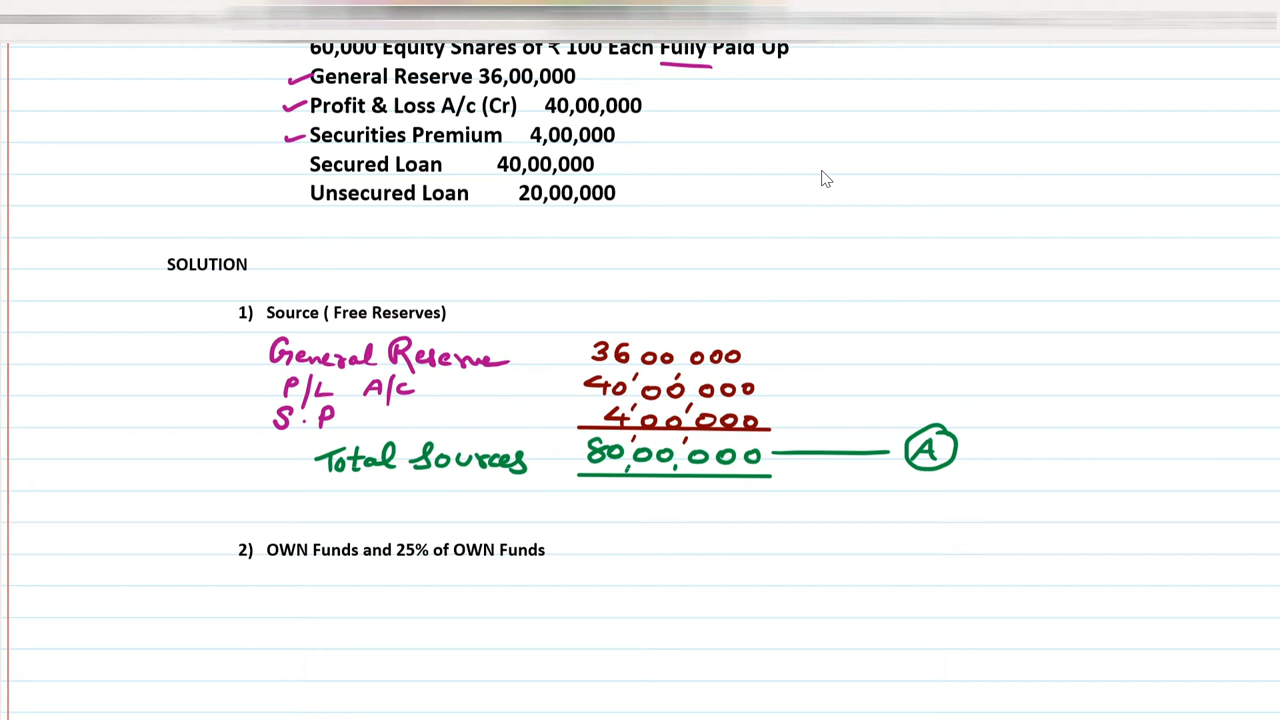 60,000 Equity Shares of ₹ 100 Each Fully Paid Up
General Reserve 36,00,000
Profit & Loss A/c (Cr) 40,00,000
Securities Premium 4,00,000
Secured Loan 40,00,000
Unsecured Loan 20,00,000
SOLUTION
1) Source ( Free Reserves)
General Reserve 36,00,000
P/L A/C 40,00,000
S.P 4,00,000
Total Sources 80,00,000 A
2) OWN Funds and 25% of OWN Funds